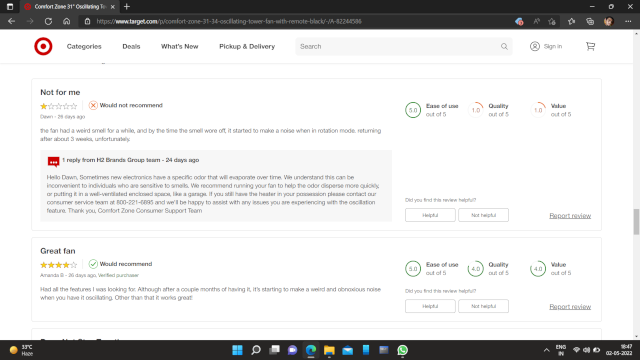 Comfort Zone 31" Oscillating Tow
https://www.target.com/p/comfort-zone-31-34-oscillating-tower-fan-with-remote-black/-/A-82244586
Categories Deals What's New Pickup & Delivery Search Sign in
Not for me
Would not recommend
Dawn - 26 days ago
the fan had a weird smell for a while, and by the time the smell wore off, it started to make a noise when in rotation mode. returning
after about 3 weeks, unfortunately.
1 reply from HZ Brands Group team - 24 days ago
Hello Dawn, Sometimes new electronics have a specific odor that will evaporate over time. We understand this can be
inconvenient to individuals who are sensitive to smells. We recommend running your fan to help the odor disperse more quickly,
or putting it in a well-ventilated enclosed space, like a garage. If you still have the heater in your possession please contact our
consumer service team at 800-221-6895 and we'll be happy to assist with any issues you are experiencing with the oscillation
feature. Thank you, Comfort Zone Consumer Support Team
5.0 Ease of use out of 5
1.0 Quality out of 5
1.0 Value out of 5
Did you find this review helpful?
Helpful Not helpful Report review
Great fan
Would recommend
Amanda B - 36 days ago, Verified purchaser
Had all the features I was looking for. Although after a couple months of having it, it's starting to make a weird and obnoxious noise
when you have it oscillating. Other than that it works great!
5.0 Ease of use out of 5
4.0 Quality out of 5
4.0 Value out of 5
Did you find this review helpful?
Helpful Not helpful Report review
33°C
Haze
ENG
IN
18:47
02-05-2022